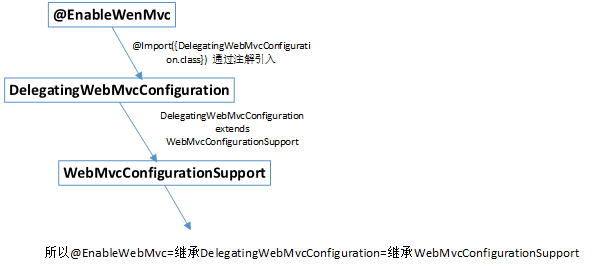 @EnableWenMvc
@Import({DelegatingWebMvcConfigurati
on.class}) 通过注解引入
DelegatingWebMvcConfiguration
DelegatingWebMvcConfiguration
extends
WebMvcConfigurationSupport
WebMvcConfigurationSupport
所以@EnableWebMvc=继承DelegatingWebMvcConfiguration=继承WebMvcConfigurationSupport